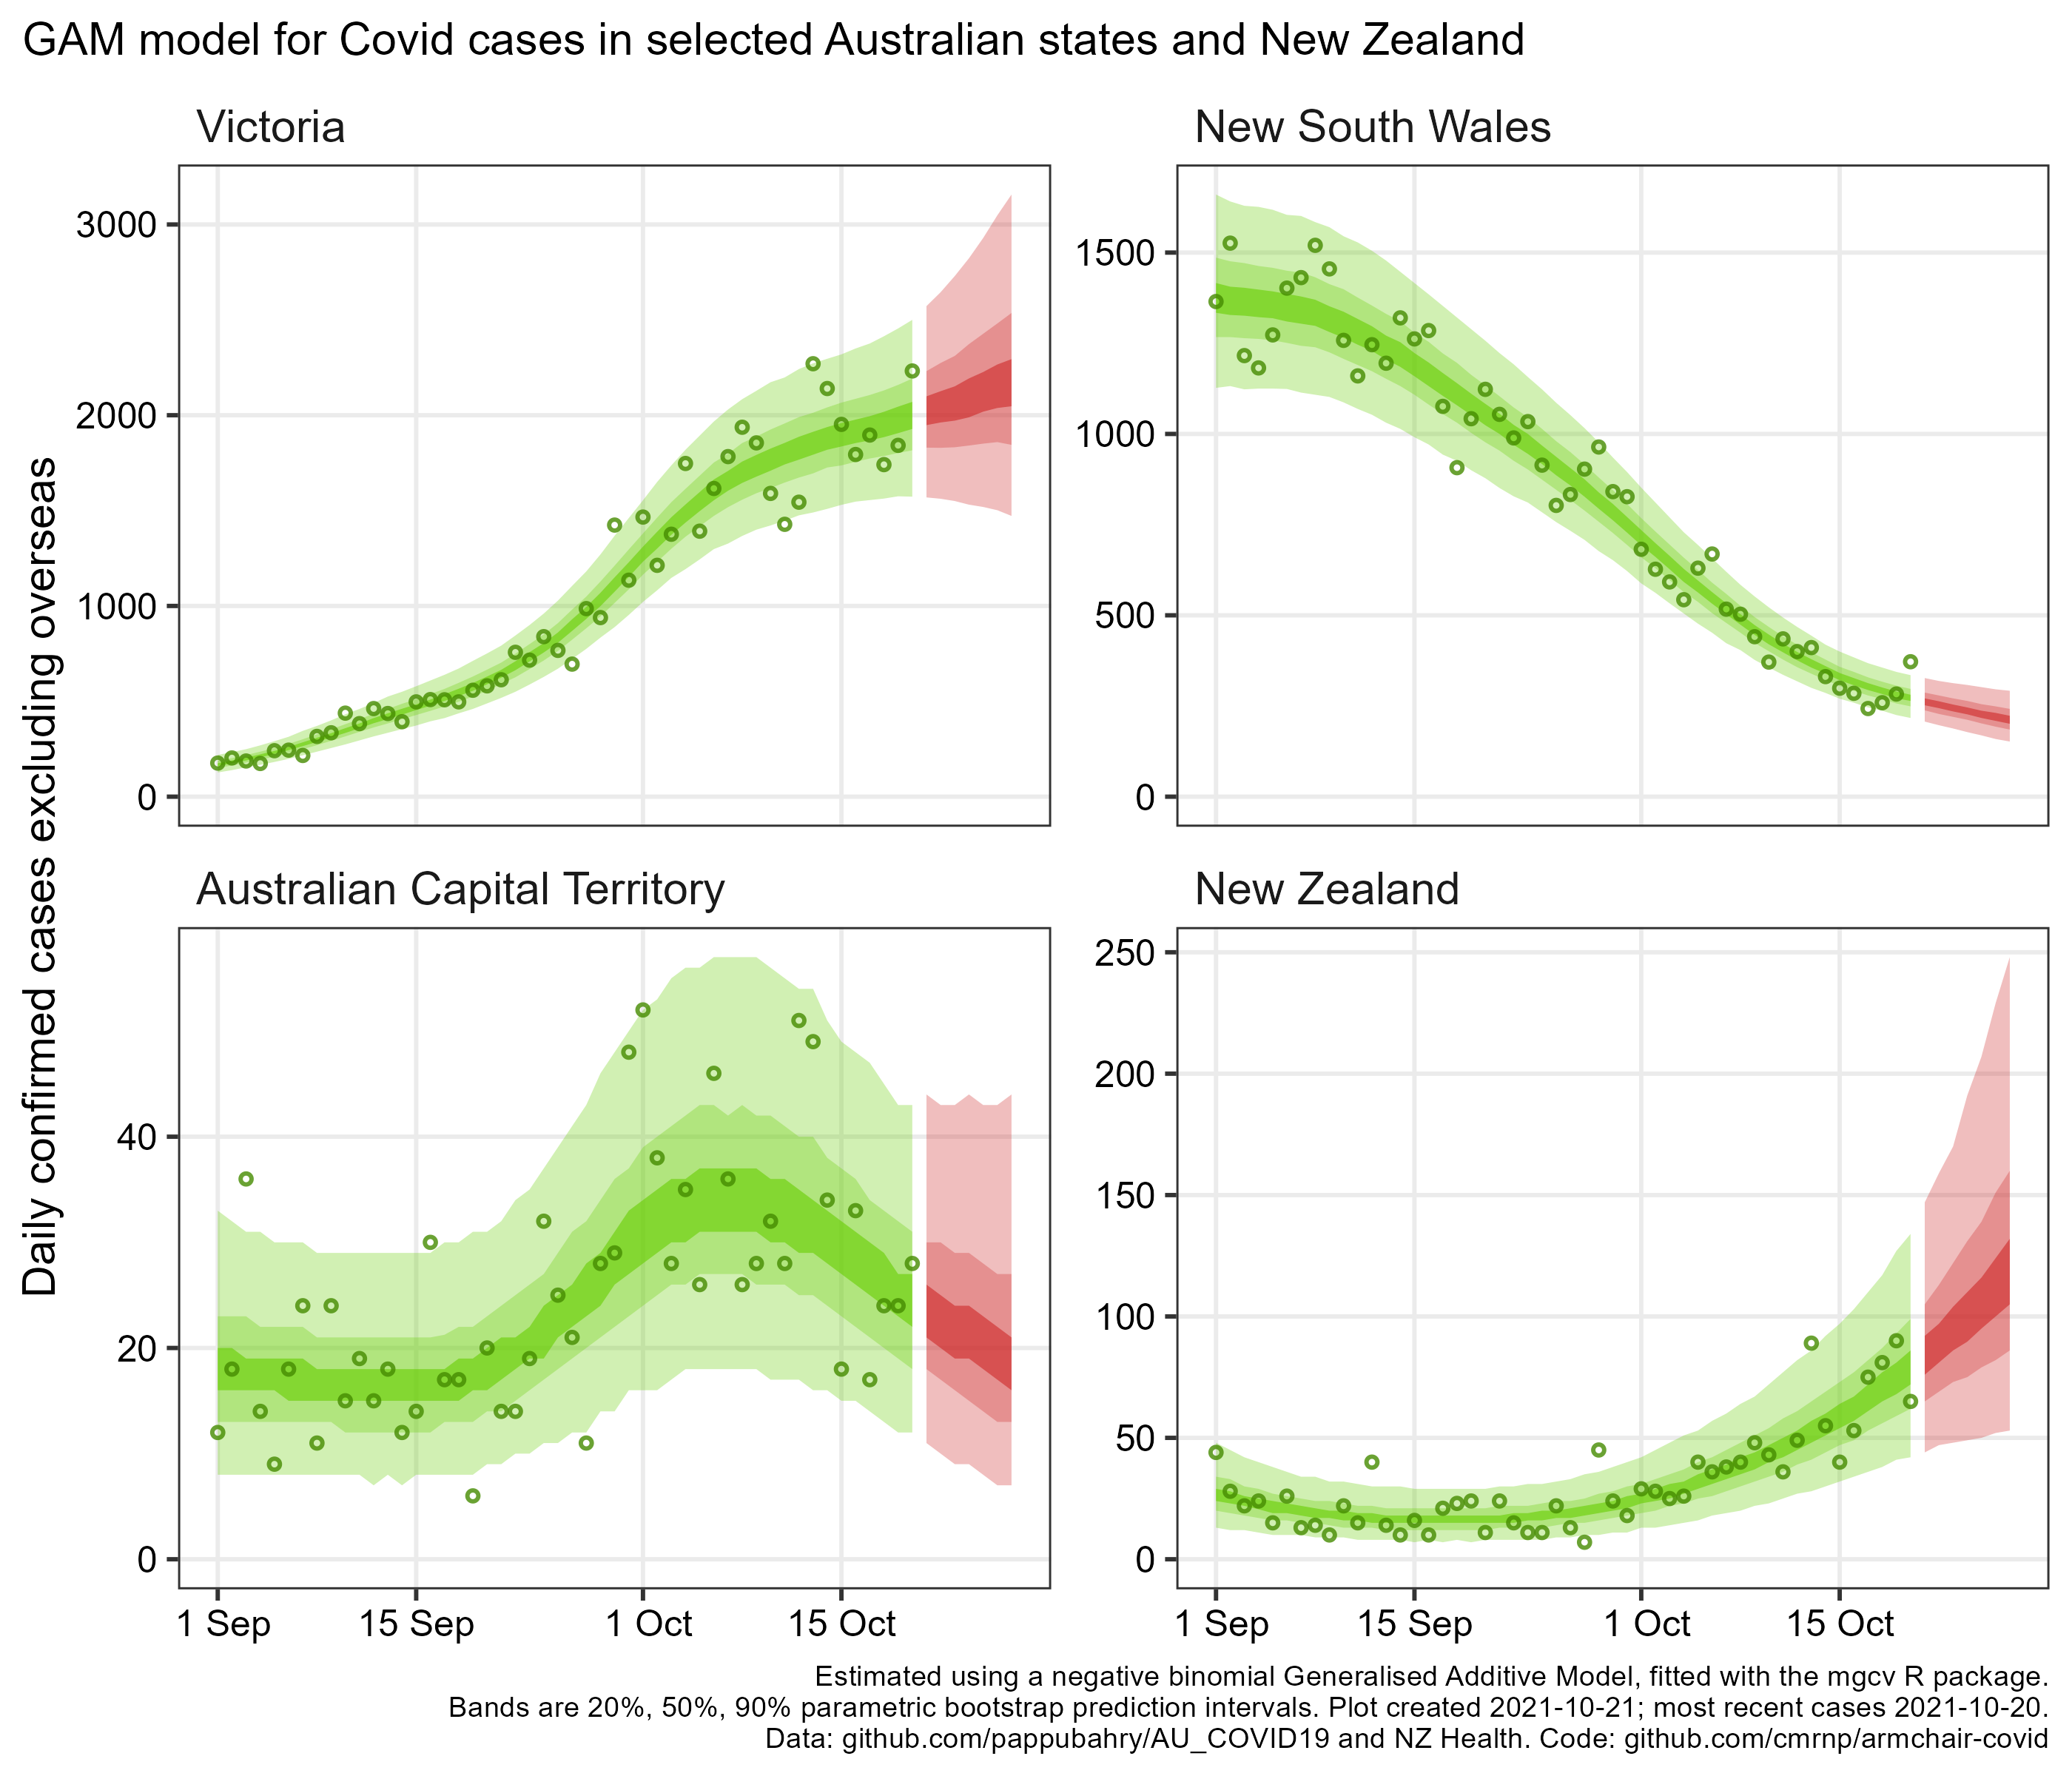 GAM model for Covid cases in selected Australian states and New Zealand
Daily confirmed cases excluding overseas
Victoria
3000
2000
1000
0
New South Wales
1500
1000
500
0
Australian Capital Territory
40
20
0
1 Sep
15 Sep
1 Oct
15 Oct
New Zealand
250
200
150
100
50
0
1 Sep
15 Sep
1 Oct
15 Oct
Estimated using a negative binomial Generalised Additive Model, fitted with the mgcv R package.
Bands are 20%, 50%, 90% parametric bootstrap prediction intervals. Plot created 2021-10-21; most recent cases 2021-10-20.
Data: github.com/pappubahry/AU_COVID19 and NZ Health. Code: github.com/cmrnp/armchair-covid